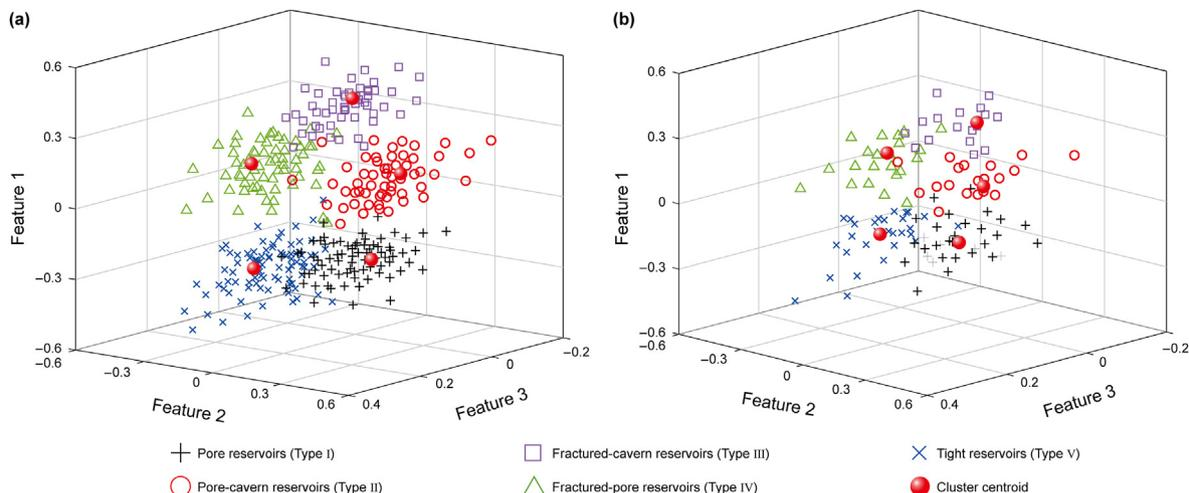 (a)
0.6
0.3
0
−0.3
−0.6
Feature 1
−0.6
−0.3
0
0.3
0.6
Feature 2
0.4
0.2
0
−0.2
Feature 3
(b)
0.6
0.3
0
−0.3
−0.6
Feature 1
−0.6
−0.3
0
0.3
0.6
Feature 2
0.4
0.2
0
−0.2
Feature 3
Pore reservoirs (Type I)
Fractured-cavern reservoirs (Type III)
Tight reservoirs (Type V)
Pore-cavern reservoirs (Type II)
Fractured-pore reservoirs (Type IV)
Cluster centroid